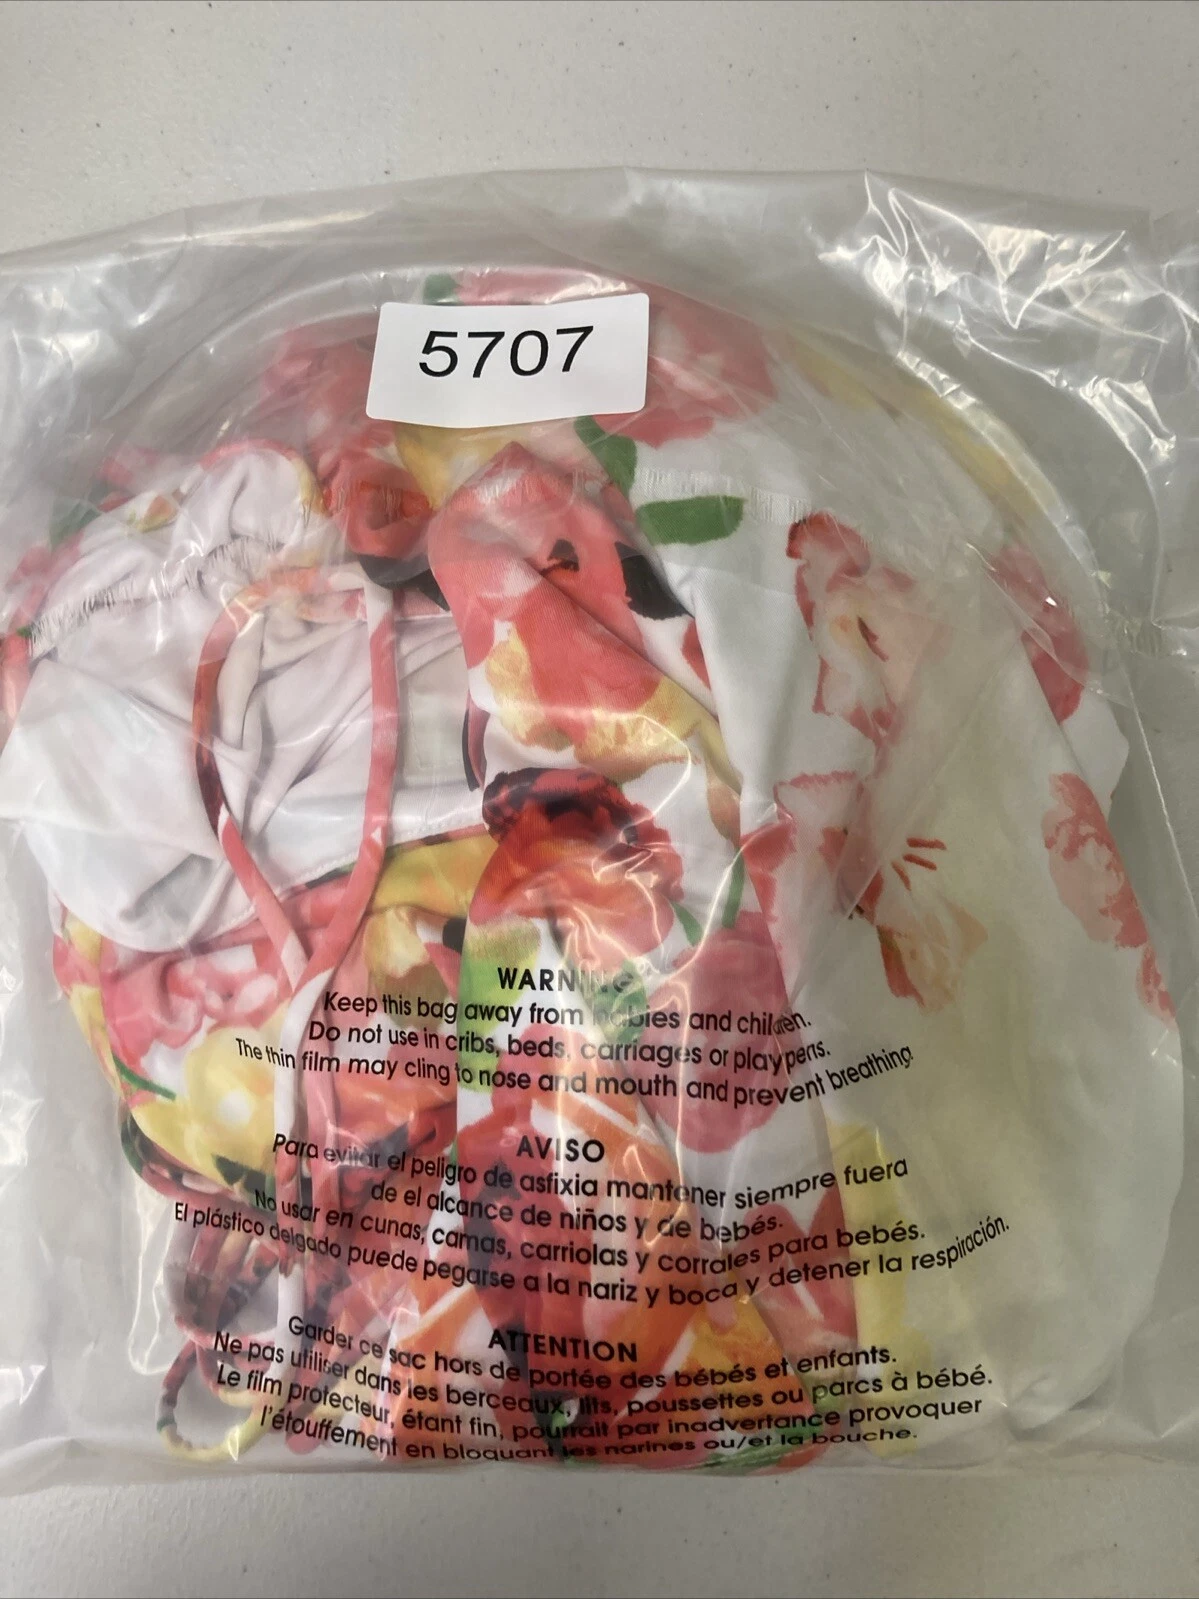 5707
WARNING
Keep this bag away from babies and children.
Do not use in cribs, beds, carriages or play pens.
The thin film may cling to nose and mouth and prevent breathing.
AVISO
Para evitar el peligro de asfixia mantener siempre fuera
de el alcance de niños y de bebés.
No usar en cunas, camas, carriolas y corrales para bebés.
El plástico delgado puede pegarse a la nariz y boca y detener la respiración.
ATTENTION
Garder ce sac hors de portée des bébés et enfants.
Ne pas utiliser dans les berceaux, lits, poussettes ou parcs à bébé.
Le film protecteur, étant fin, pourrait par inadvertance provoquer
l'étouffement en bloquant les narines ou/et la bouche.